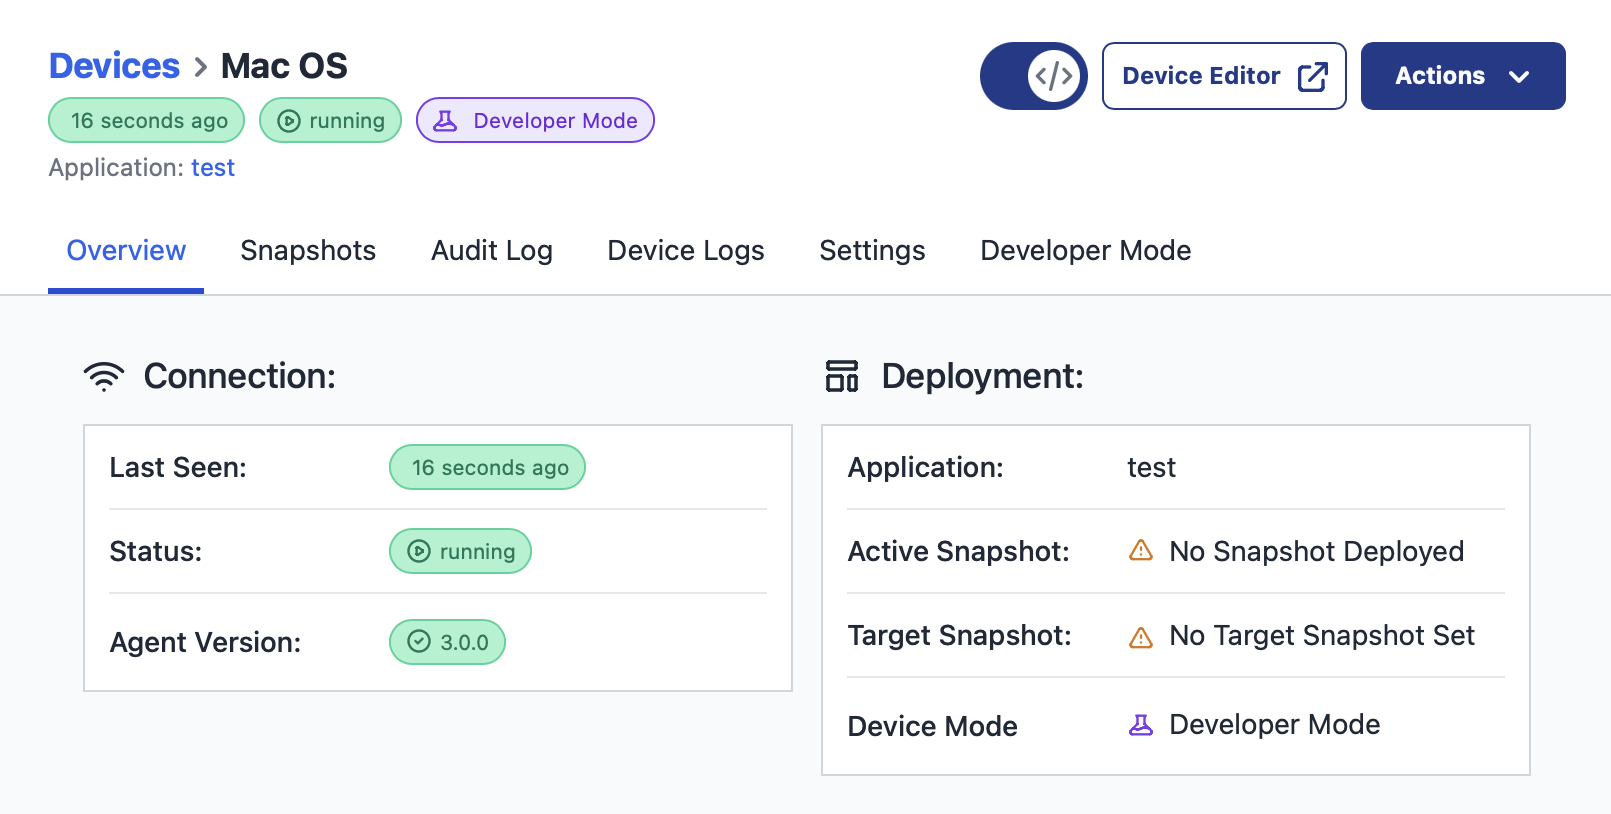 Devices > Mac OS
</> Device Editor Actions
16 seconds ago running Developer Mode
Application: test
Overview Snapshots Audit Log Device Logs Settings Developer Mode
Connection:
Last Seen: 16 seconds ago
Status: running
Agent Version: 3.0.0
Deployment:
Application: test
Active Snapshot: No Snapshot Deployed
Target Snapshot: No Target Snapshot Set
Device Mode Developer Mode